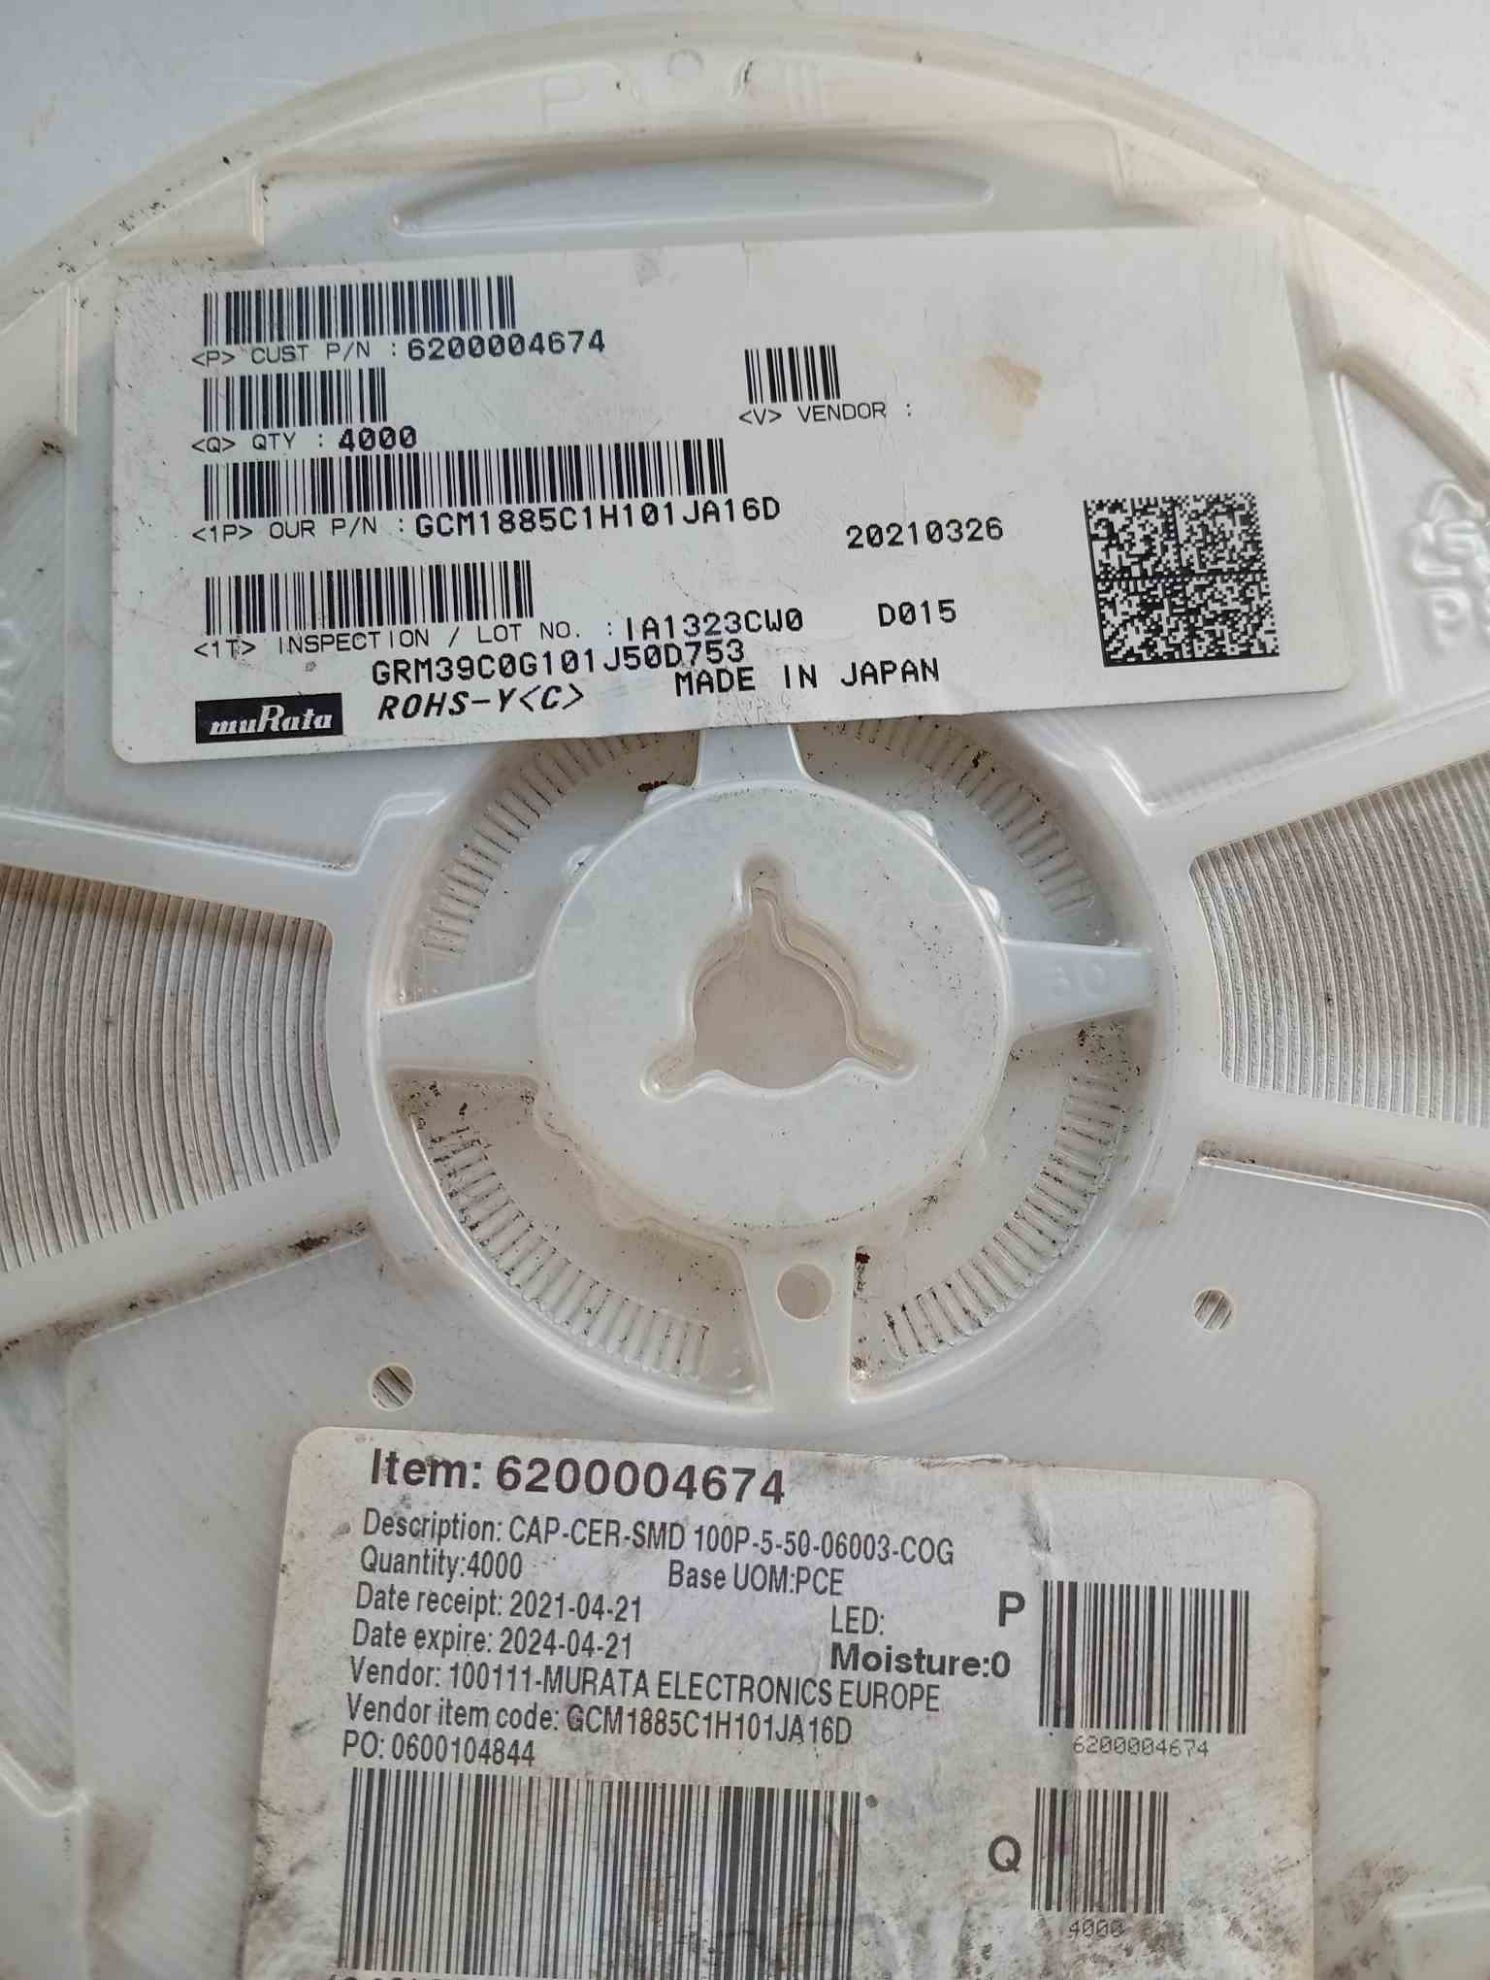 <P> CUST P/N : 6200004674
<Q> QTY : 4000
<V> VENDOR :
<1P> OUR P/N : GCM1885C1H101JA16D
20210326
<1T> INSPECTION / LOT NO. : IA1323CW0 D015
GRM39C0G101J50D753
muRata ROHS-Y<C> MADE IN JAPAN
Item: 6200004674
Description: CAP-CER-SMD 100P-5-50-06003-COG
Quantity:4000 Base UOM:PCE
Date receipt: 2021-04-21
LED:
P
Date expire: 2024-04-21
Moisture:0
Vendor: 100111-MURATA ELECTRONICS EUROPE
Vendor item code: GCM1885C1H101JA16D
PO: 0600104844
6200004674
Q
4000